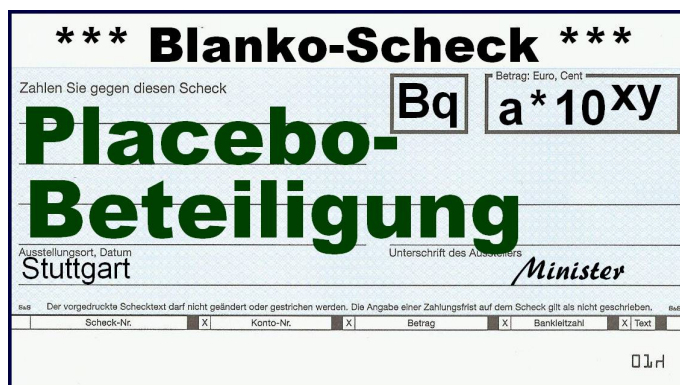 *** Blanko-Scheck ***
Zahlen Sie gegen diesen Scheck
Bq
Betrag: Euro, Cent
a*10xy
Placebo-
Beteiligung
Ausstellungsort, Datum
Stuttgart
Unterschrift des Ausstellers
Minister
S&S Der vorgedruckte Schecktext darf nicht geändert oder gestrichen werden. Die Angabe einer Zahlungsfrist auf dem Scheck gilt als nicht geschrieben. S&S
Scheck-Nr. X Konto-Nr. X Betrag X Bankleitzahl X Text